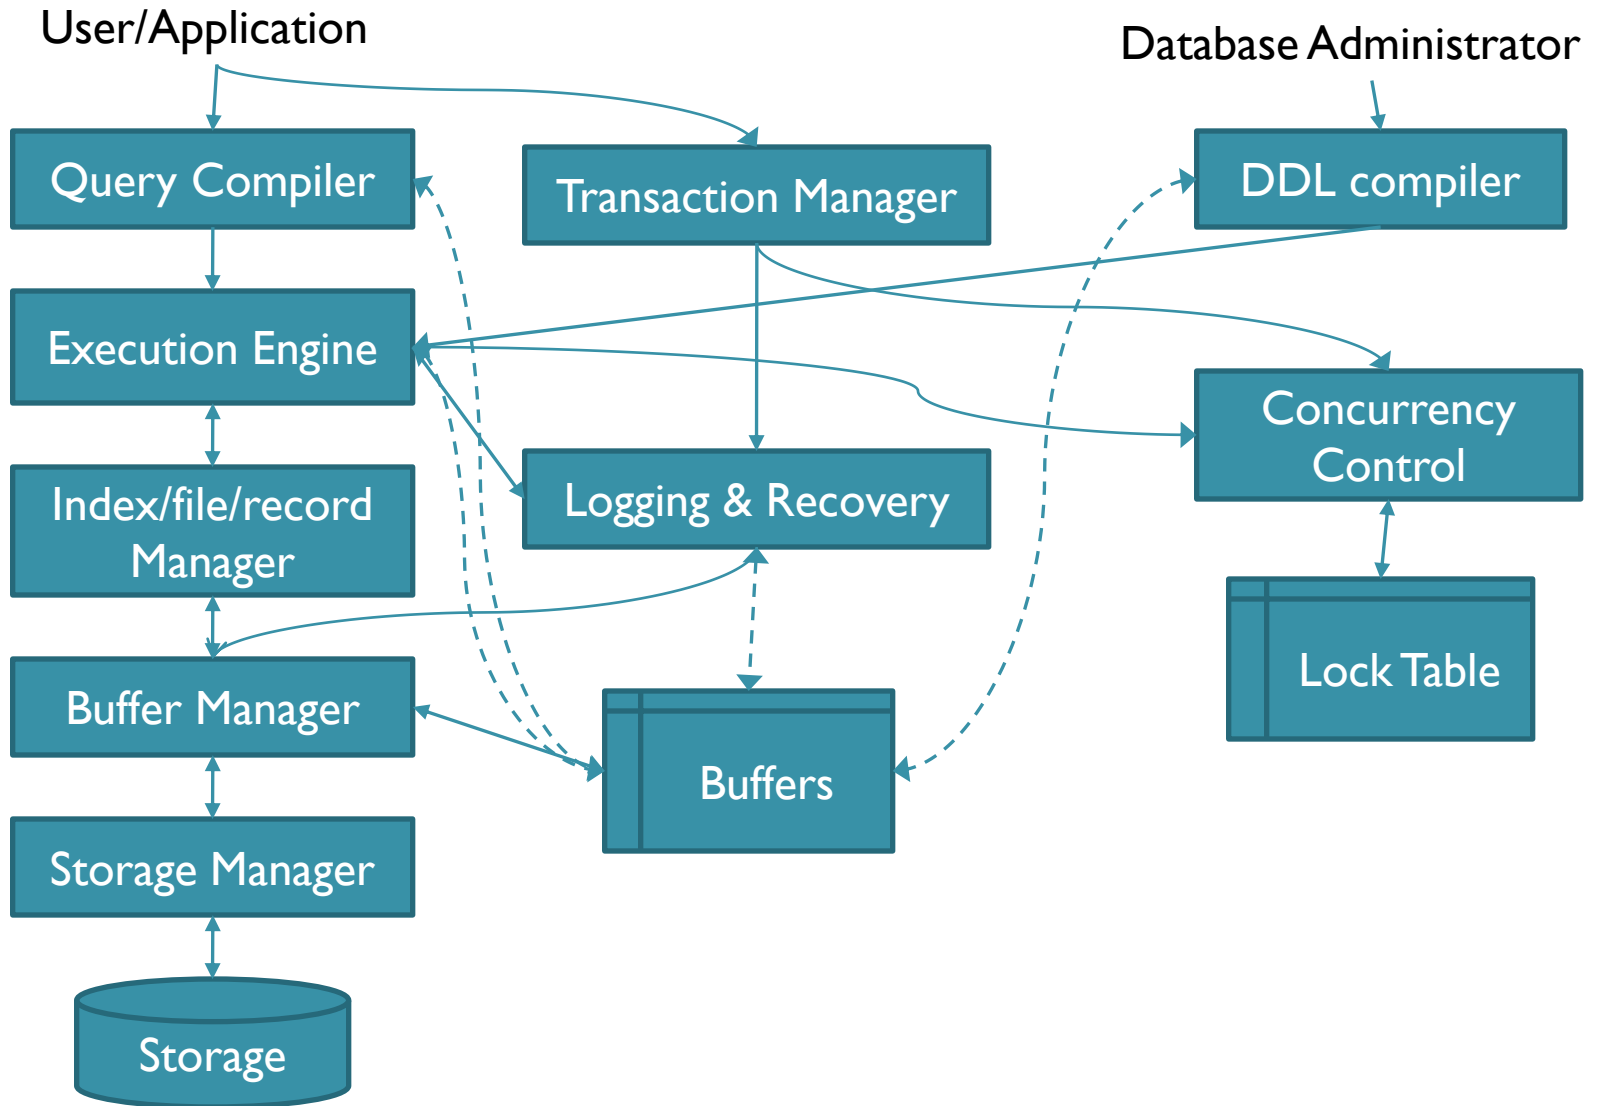 User/Application
Database Administrator
Query Compiler
Transaction Manager
DDL compiler
Execution Engine
Concurrency
Control
Index/file/record
Manager
Logging & Recovery
Lock Table
Buffer Manager
Buffers
Storage Manager
Storage